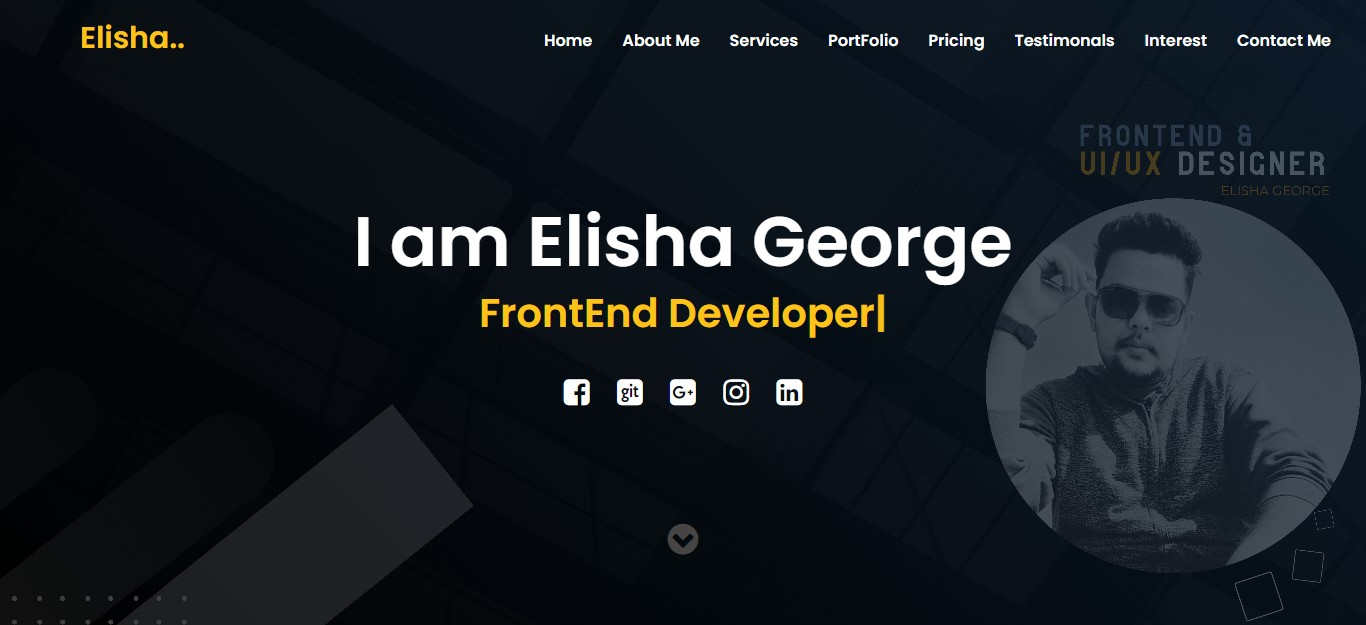 Elisha..
Home About Me Services PortFolio Pricing Testimonals Interest Contact Me
FRONTEND &
UI/UX DESIGNER
ELISHA GEORGE
I am Elisha George
FrontEnd Developer|
git G+ in